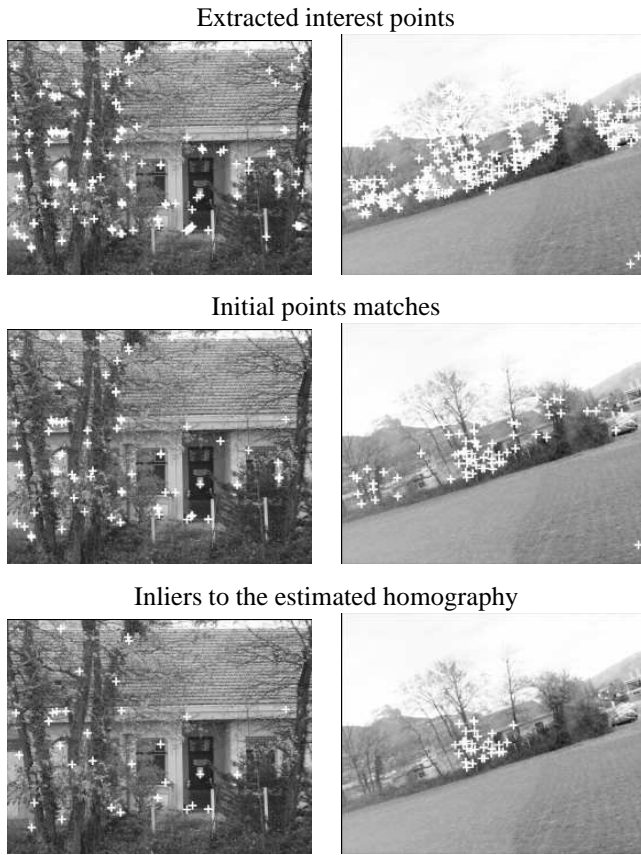 Extracted interest points
Initial points matches
Inliers to the estimated homography